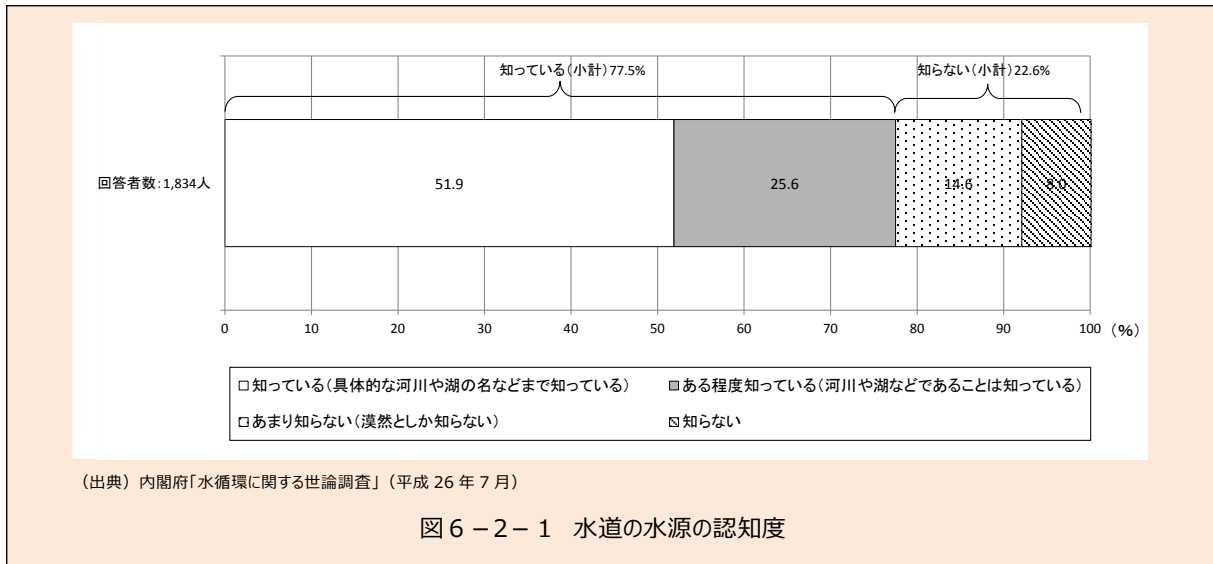 知っている(小計)77.5%
知らない(小計)22.6%
回答者数:1,834人
51.9
25.6
14.6
8.0
0 10 20 30 40 50 60 70 80 90 100 (%)
知っている(具体的な河川や湖の名などまで知っている)
ある程度知っている(河川や湖などであることは知っている)
あまり知らない(漠然としか知らない)
知らない
(出典)内閣府「水循環に関する世論調査」(平成 26 年 7 月)
図6-2-1 水道の水源の認知度